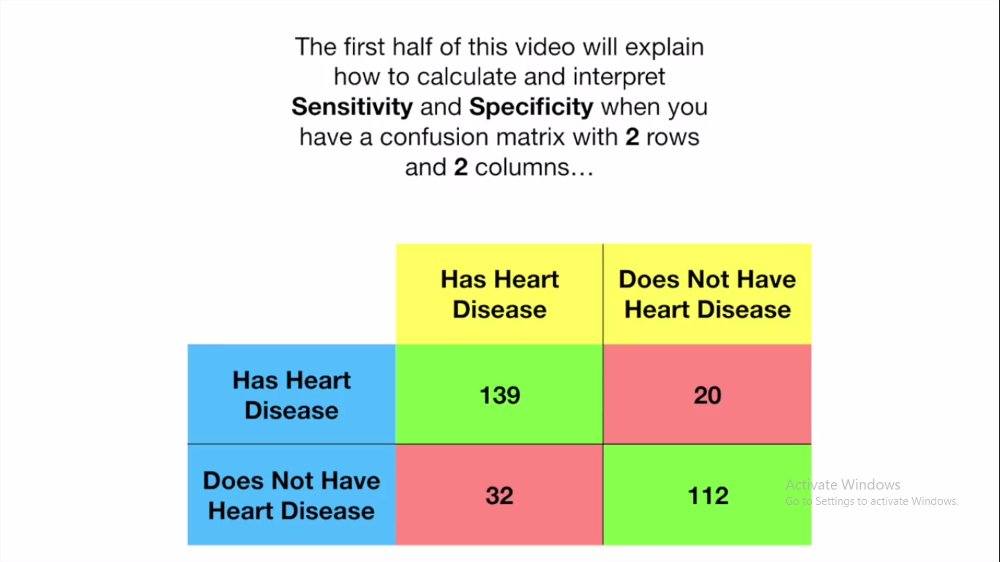 The first half of this video will explain
how to calculate and interpret
Sensitivity and Specificity when you
have a confusion matrix with 2 rows
and 2 columns…
Has Heart
Disease
Does Not Have
Heart Disease
Has Heart
Disease
139
20
Does Not Have
Heart Disease
32
112
Activate Windows
Go to Settings to activate Windows.